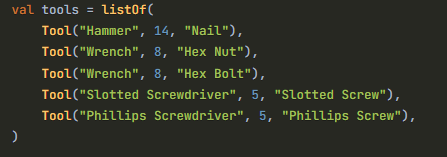 val tools = listOf(
    Tool("Hammer", 14, "Nail"),
    Tool("Wrench", 8, "Hex Nut"),
    Tool("Wrench", 8, "Hex Bolt"),
    Tool("Slotted Screwdriver", 5, "Slotted Screw"),
    Tool("Phillips Screwdriver", 5, "Phillips Screw"),
)